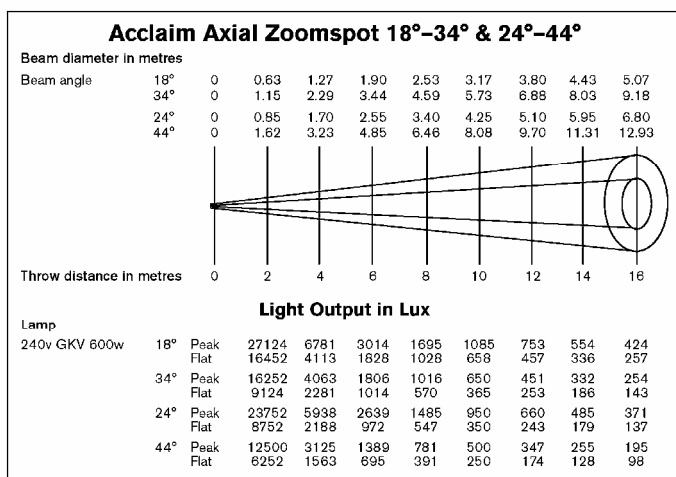 Acclaim Axial Zoomspot 18°–34° & 24°–44°
Beam diameter in metres
Beam angle 18° 0 0.63 1.27 1.90 2.53 3.17 3.80 4.43 5.07
34° 0 1.15 2.29 3.44 4.59 5.73 6.88 8.03 9.18
24° 0 0.85 1.70 2.55 3.40 4.25 5.10 5.95 6.80
44° 0 1.62 3.23 4.85 6.46 8.08 9.70 11.31 12.93
Throw distance in metres 0 2 4 6 8 10 12 14 16
Light Output in Lux
Lamp
240v GKV 600w 18° Peak 27124 6781 3014 1695 1085 753 554 424
Flat 16452 4113 1828 1028 658 457 336 257
34° Peak 16252 4063 1806 1016 650 451 332 254
Flat 9124 2281 1014 570 365 253 186 143
24° Peak 23752 5938 2639 1485 950 660 485 371
Flat 8752 2188 972 547 350 243 179 137
44° Peak 12500 3125 1389 781 500 347 255 195
Flat 6252 1563 695 391 250 174 128 98